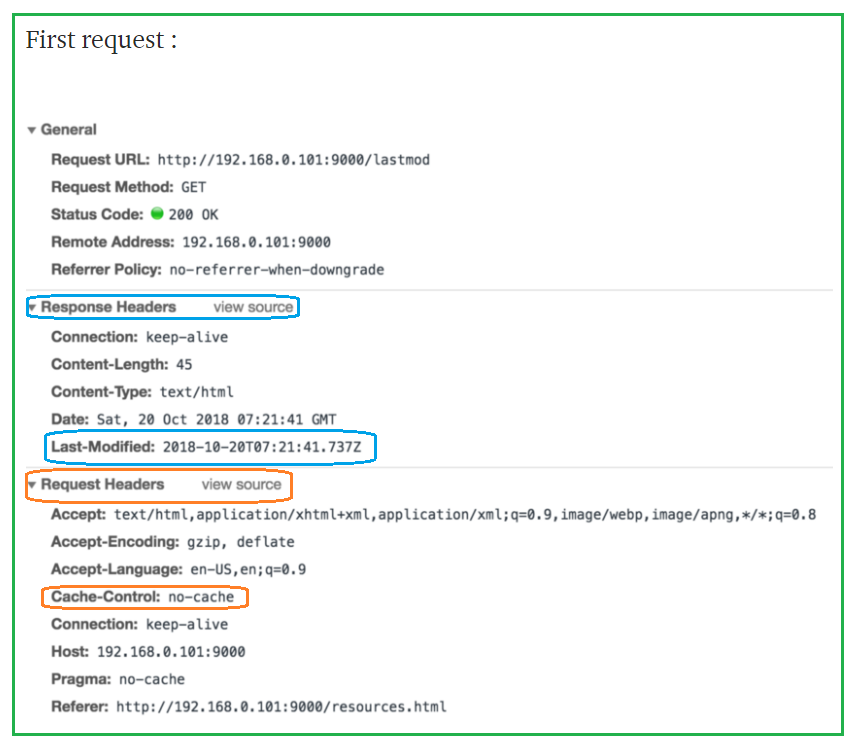 First request :
▼ General
Request URL: http://192.168.0.101:9000/lastmod
Request Method: GET
Status Code: 200 OK
Remote Address: 192.168.0.101:9000
Referrer Policy: no-referrer-when-downgrade
▼ Response Headers view source
Connection: keep-alive
Content-Length: 45
Content-Type: text/html
Date: Sat, 20 Oct 2018 07:21:41 GMT
Last-Modified: 2018-10-20T07:21:41.737Z
▼ Request Headers view source
Accept: text/html,application/xhtml+xml,application/xml;q=0.9,image/webp,image/apng,*/*;q=0.8
Accept-Encoding: gzip, deflate
Accept-Language: en-US,en;q=0.9
Cache-Control: no-cache
Connection: keep-alive
Host: 192.168.0.101:9000
Pragma: no-cache
Referer: http://192.168.0.101:9000/resources.html